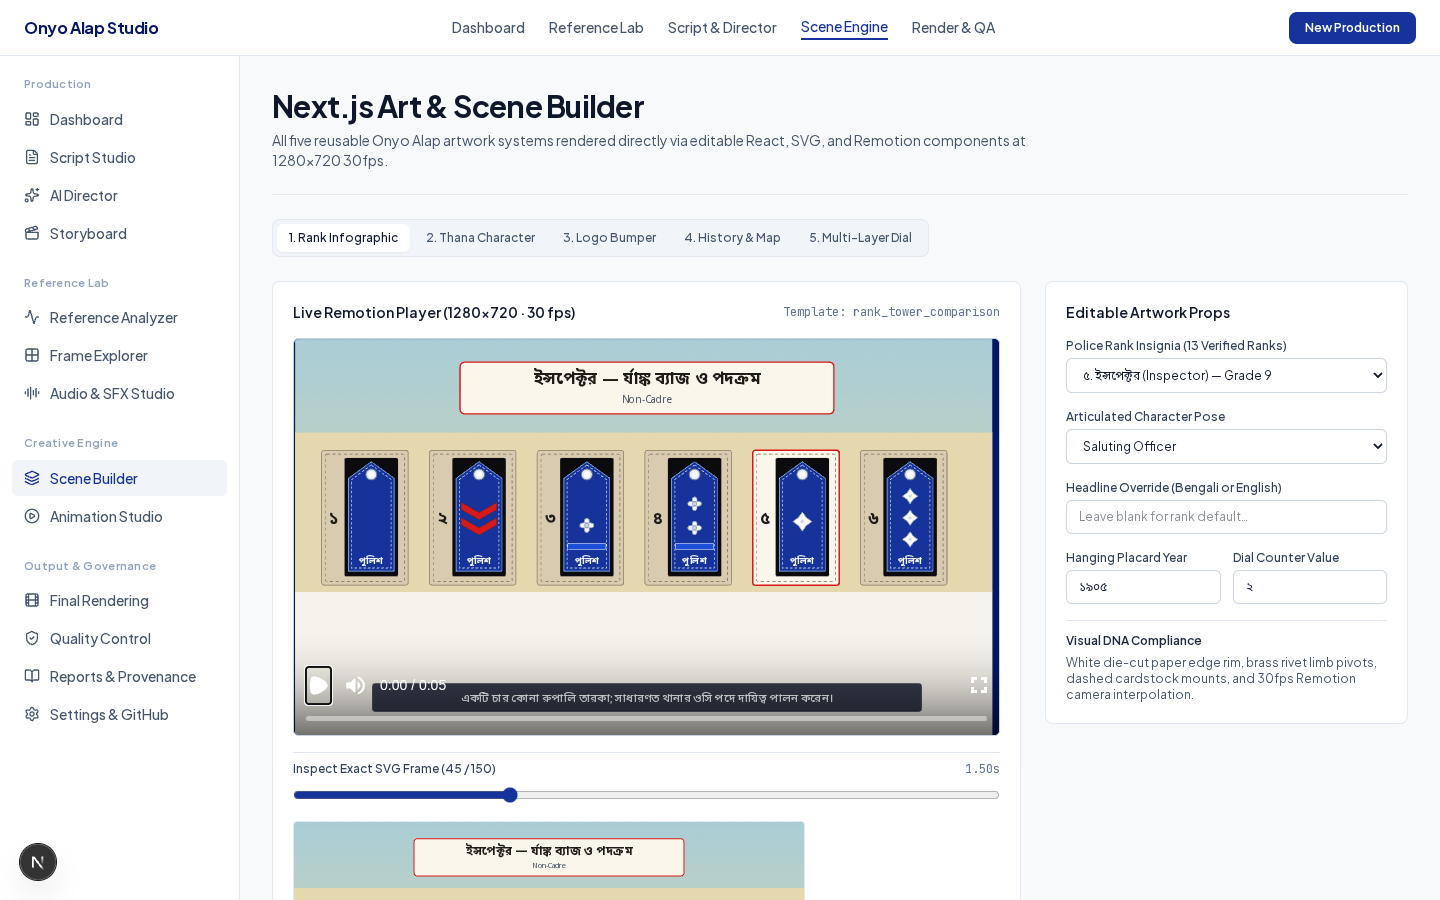 Onyo Alap Studio
Dashboard
Reference Lab
Script & Director
Scene Engine
Render & QA
New Production
Production
Dashboard
Script Studio
AI Director
Storyboard
Reference Lab
Reference Analyzer
Frame Explorer
Audio & SFX Studio
Creative Engine
Scene Builder
Animation Studio
Output & Governance
Final Rendering
Quality Control
Reports & Provenance
Settings & GitHub
N
Next.js Art & Scene Builder
All five reusable Onyo Alap artwork systems rendered directly via editable React, SVG, and Remotion components at
1280×720 30fps.
1. Rank Infographic
2. Thana Character
3. Logo Bumper
4. History & Map
5. Multi-Layer Dial
Live Remotion Player (1280×720 · 30 fps)
Template: rank_tower_comparison
ইন্সপেক্টর — র্যাঙ্ক ব্যাজ ও পদক্রম
Non-Cadre
১
পুলিশ
২
পুলিশ
৩
পুলিশ
৪
পুলিশ
৫
পুলিশ
৬
পুলিশ
0:00 / 0:05
একটি চার কোনা রুপালি তারকা; সাধারণত থানার ওসি পদে দায়িত্ব পালন করেন।
Inspect Exact SVG Frame (45 / 150)
1.50s
ইন্সপেক্টর — র্যাঙ্ক ব্যাজ ও পদক্রম
Non-Cadre
Editable Artwork Props
Police Rank Insignia (13 Verified Ranks)
৫. ইন্সপেক্টর (Inspector) — Grade 9
Articulated Character Pose
Saluting Officer
Headline Override (Bengali or English)
Leave blank for rank default...
Hanging Placard Year
Dial Counter Value
১৯০৫
২
Visual DNA Compliance
White die-cut paper edge rim, brass rivet limb pivots,
dashed cardstock mounts, and 30fps Remotion
camera interpolation.